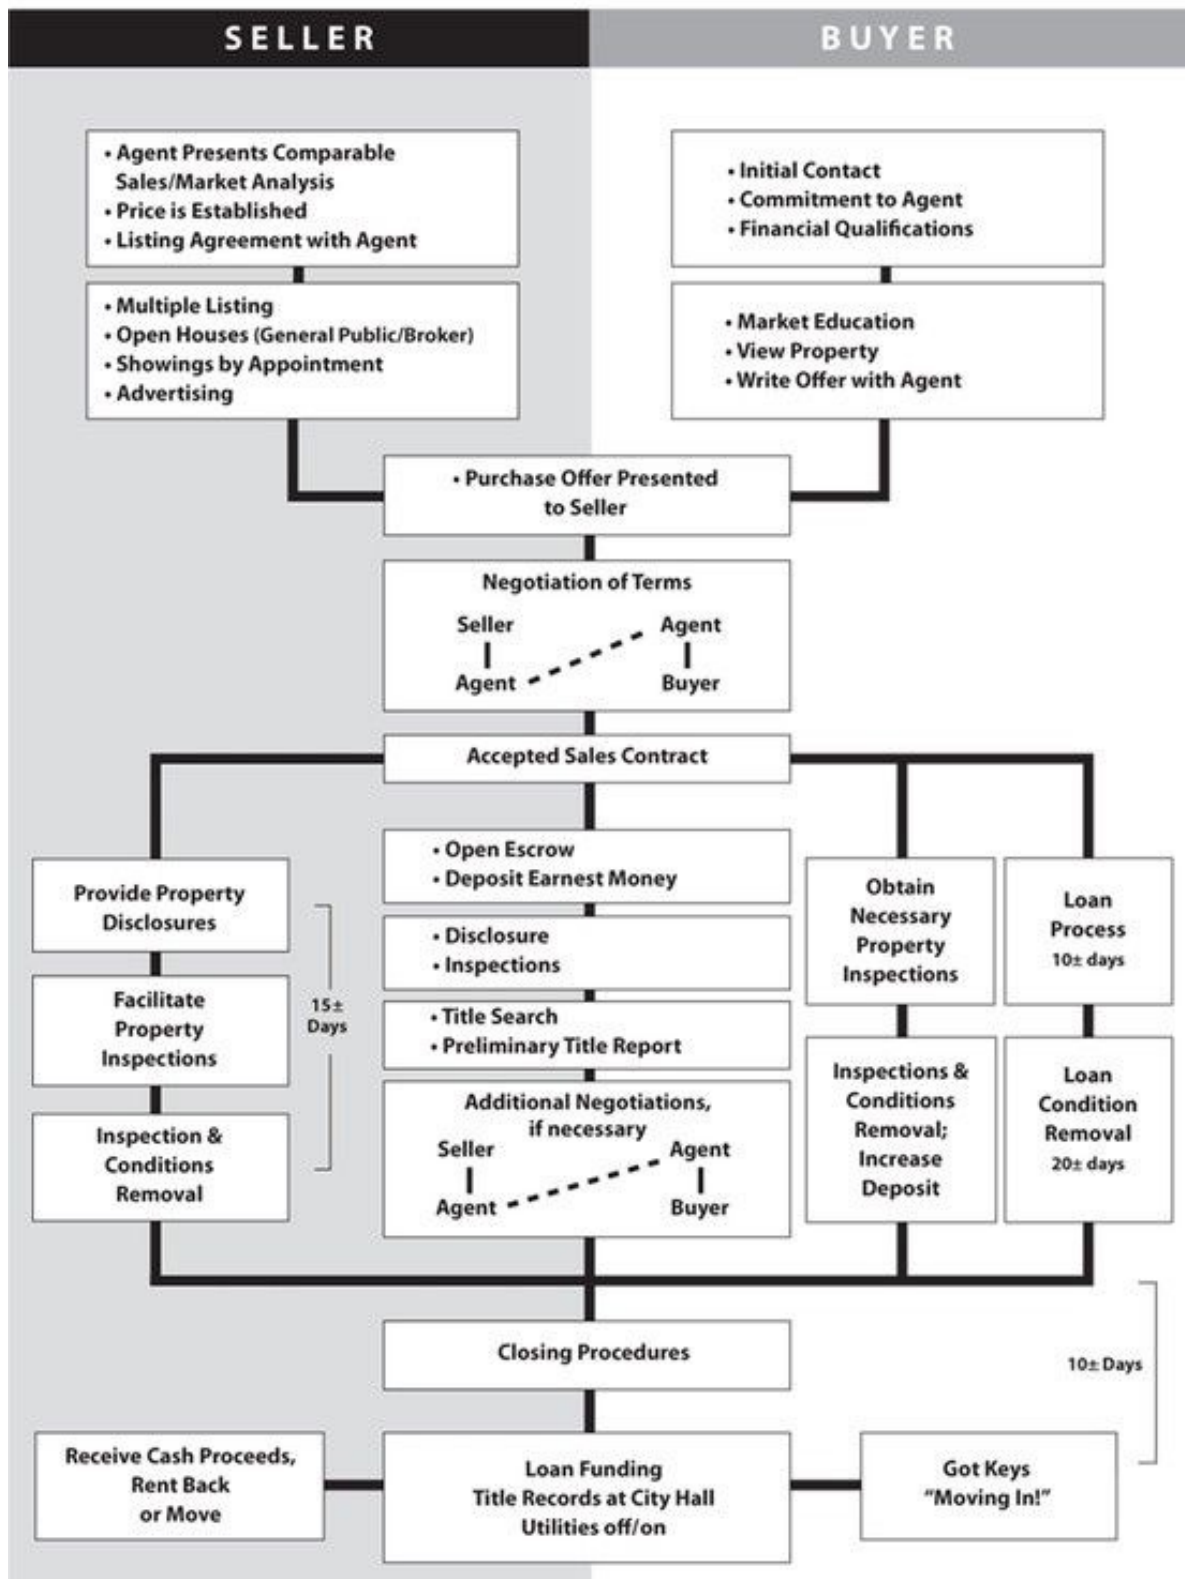 SELLER
BUYER
• Agent Presents Comparable
Sales/Market Analysis
• Price is Established
• Listing Agreement with Agent
• Initial Contact
• Commitment to Agent
• Financial Qualifications
• Multiple Listing
• Open Houses (General Public/Broker)
• Showings by Appointment
• Advertising
• Market Education
• View Property
• Write Offer with Agent
• Purchase Offer Presented
to Seller
Negotiation of Terms
Seller
Agent
Agent
Buyer
Accepted Sales Contract
Provide Property
Disclosures
Facilitate
Property
Inspections
Inspection &
Conditions
Removal
15±
Days
• Open Escrow
• Deposit Earnest Money
• Disclosure
• Inspections
• Title Search
• Preliminary Title Report
Additional Negotiations,
if necessary
Seller
Agent
Agent
Buyer
Obtain
Necessary
Property
Inspections
Inspections &
Conditions
Removal;
Increase
Deposit
Loan
Process
10± days
Loan
Condition
Removal
20± days
Closing Procedures
10± Days
Receive Cash Proceeds,
Rent Back
or Move
Loan Funding
Title Records at City Hall
Utilities off/on
Got Keys
"Moving In!"